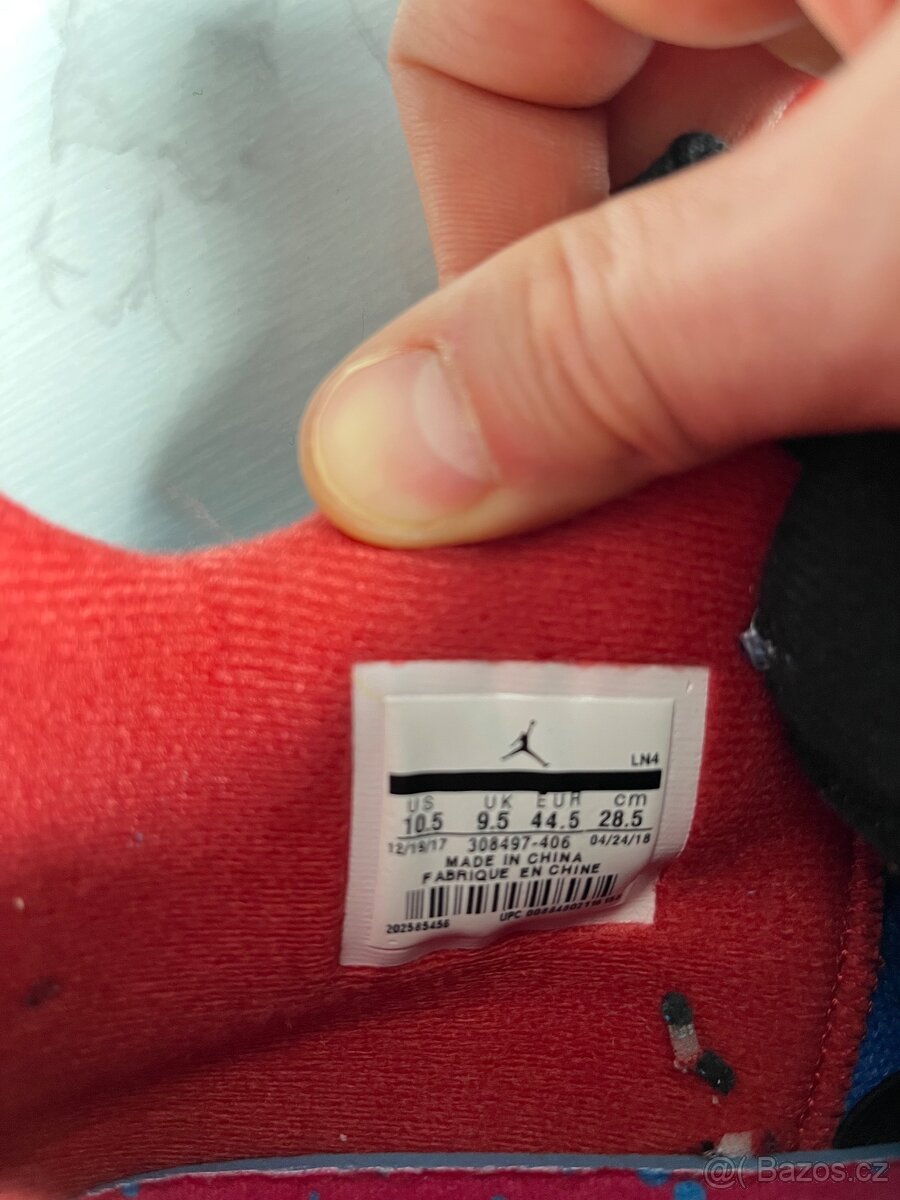 LN4
US UK EUR cm
10.5 9.5 44.5 28.5
12/19/17 308497-406 04/24/18
MADE IN CHINA
FABRIQUE EN CHINE
UPC
202585456
@( Bazos.cz